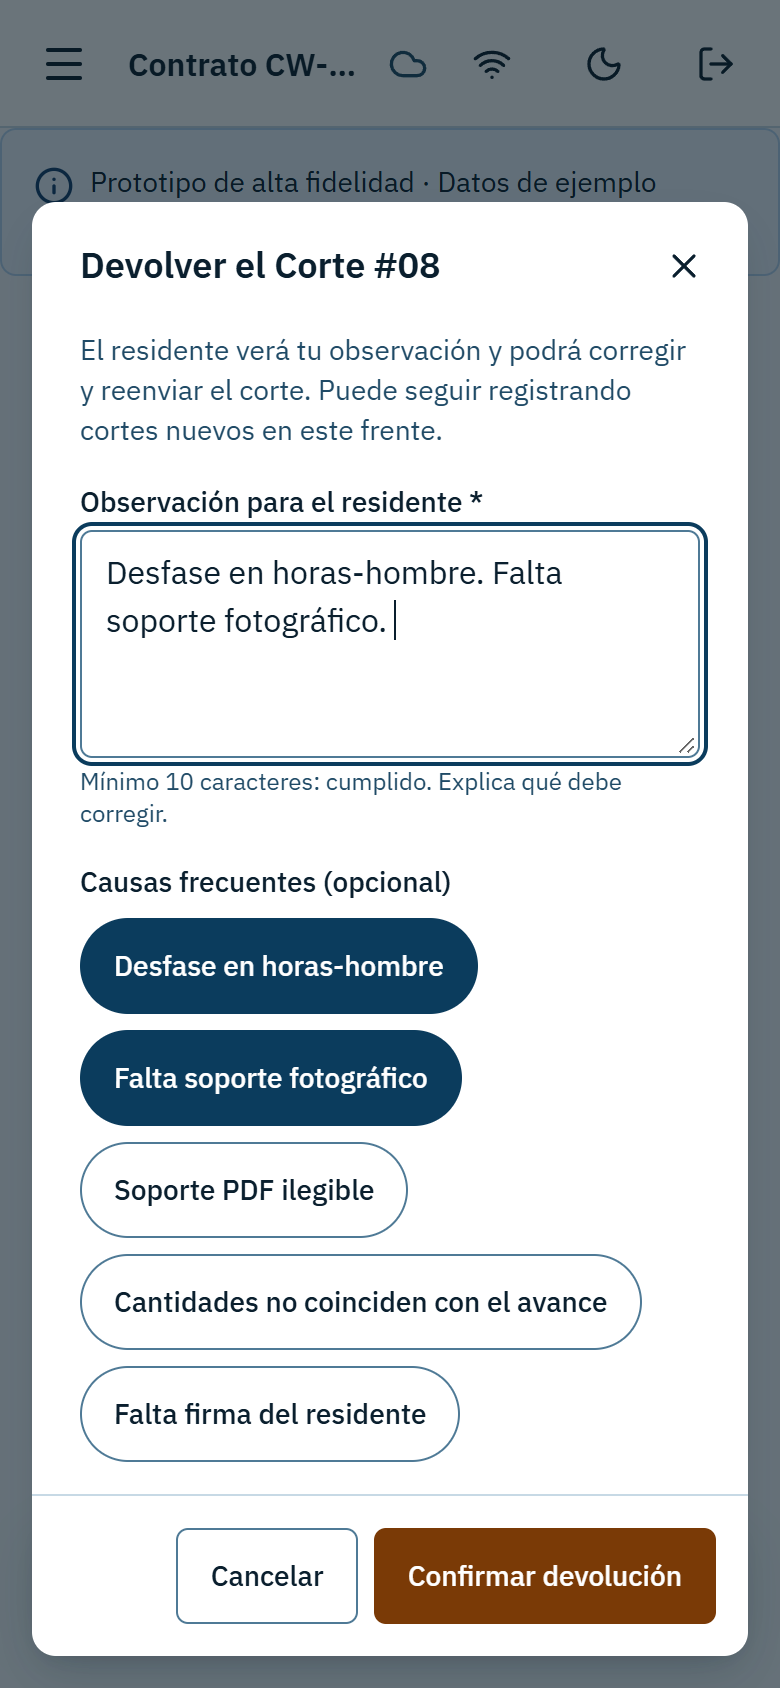 Contrato CW-...
Prototipo de alta fidelidad · Datos de ejemplo
Devolver el Corte #08
El residente verá tu observación y podrá corregir
y reenviar el corte. Puede seguir registrando
cortes nuevos en este frente.
Observación para el residente *
Desfase en horas-hombre. Falta
soporte fotográfico.
Mínimo 10 caracteres: cumplido. Explica qué debe
corregir.
Causas frecuentes (opcional)
Desfase en horas-hombre
Falta soporte fotográfico
Soporte PDF ilegible
Cantidades no coinciden con el avance
Falta firma del residente
Cancelar
Confirmar devolución